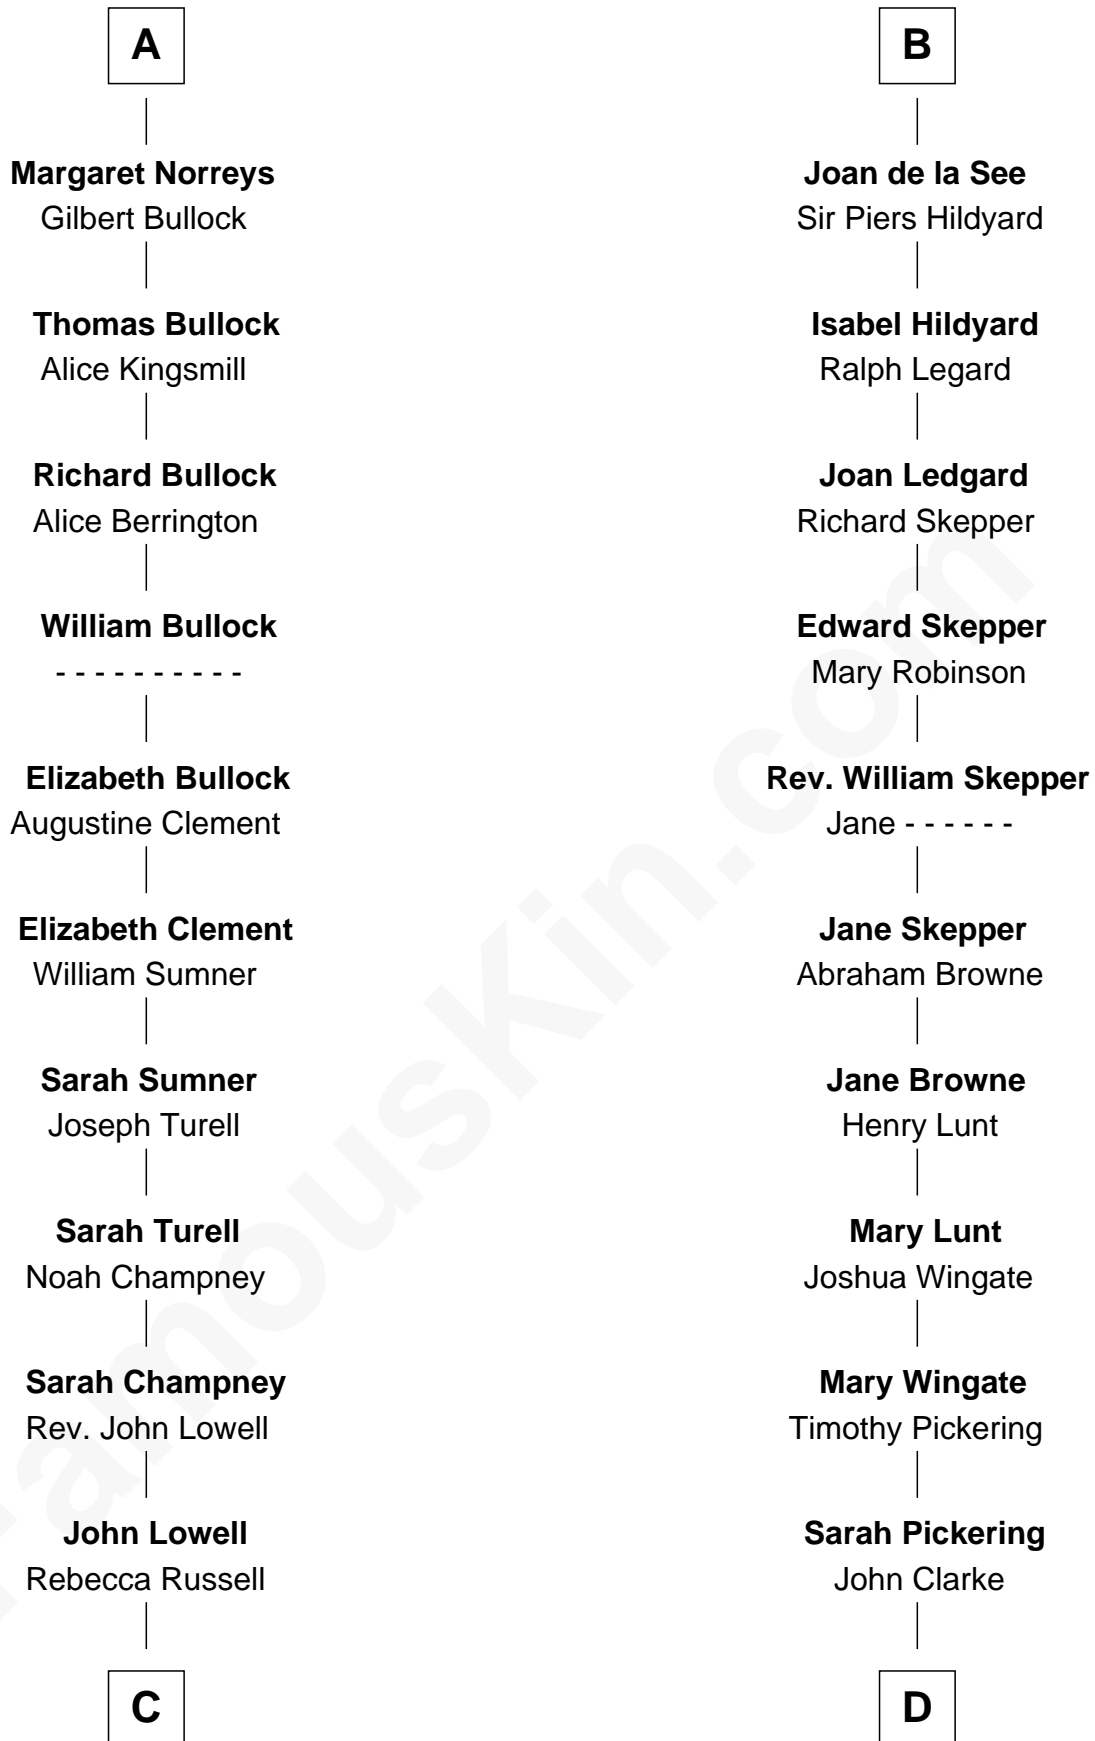 A
Margaret Norreys
Gilbert Bullock
Thomas Bullock
Alice Kingsmill
Richard Bullock
Alice Berrington
William Bullock
- - - - - - - - - -
Elizabeth Bullock
Augustine Clement
Elizabeth Clement
William Sumner
Sarah Sumner
Joseph Turell
Sarah Turell
Noah Champney
Sarah Champney
Rev. John Lowell
John Lowell
Rebecca Russell
C
B
Joan de la See
Sir Piers Hildyard
Isabel Hildyard
Ralph Legard
Joan Ledgard
Richard Skepper
Edward Skepper
Mary Robinson
Rev. William Skepper
Jane - - - - - -
Jane Skepper
Abraham Browne
Jane Browne
Henry Lunt
Mary Lunt
Joshua Wingate
Mary Wingate
Timothy Pickering
Sarah Pickering
John Clarke
D
FamousKin.com